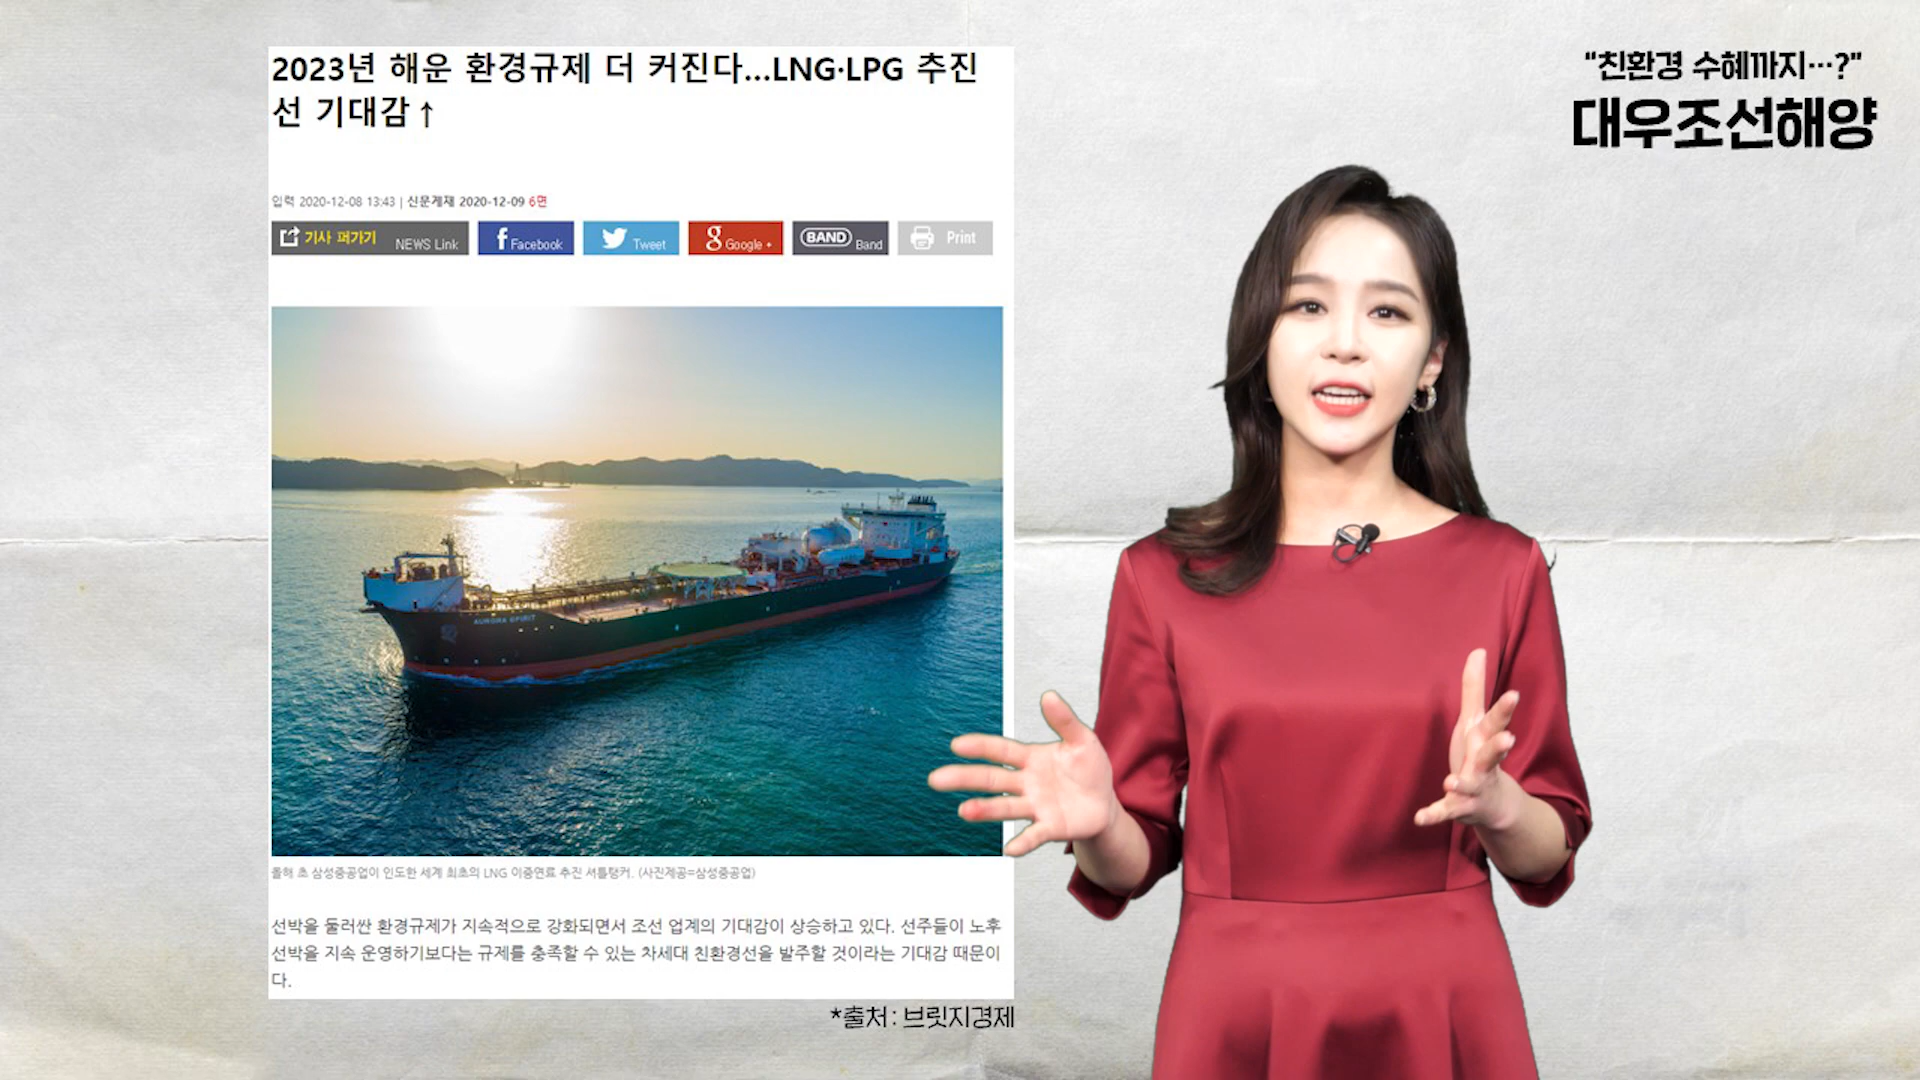 2023년 해운 환경규제 더 커진다...LNG·LPG 추진
선 기대감↑
입력 2020-12-08 13:43 | 신문게재 2020-12-09 6면
기사 퍼가기 NEWS Link
Facebook
Tweet
Google +
BAND Band
Print
AURORA SPIRIT
올해 초 삼성중공업이 인도한 세계 최초의 LNG 이중연료 추진 셔틀탱커. (사진제공=삼성중공업)
선박을 둘러싼 환경규제가 지속적으로 강화되면서 조선 업계의 기대감이 상승하고 있다. 선주들이 노후
선박을 지속 운영하기보다는 규제를 충족할 수 있는 차세대 친환경선을 발주할 것이라는 기대감 때문이
다.
*출처 : 브릿지경제
“친환경 수혜까지…?”
대우조선해양